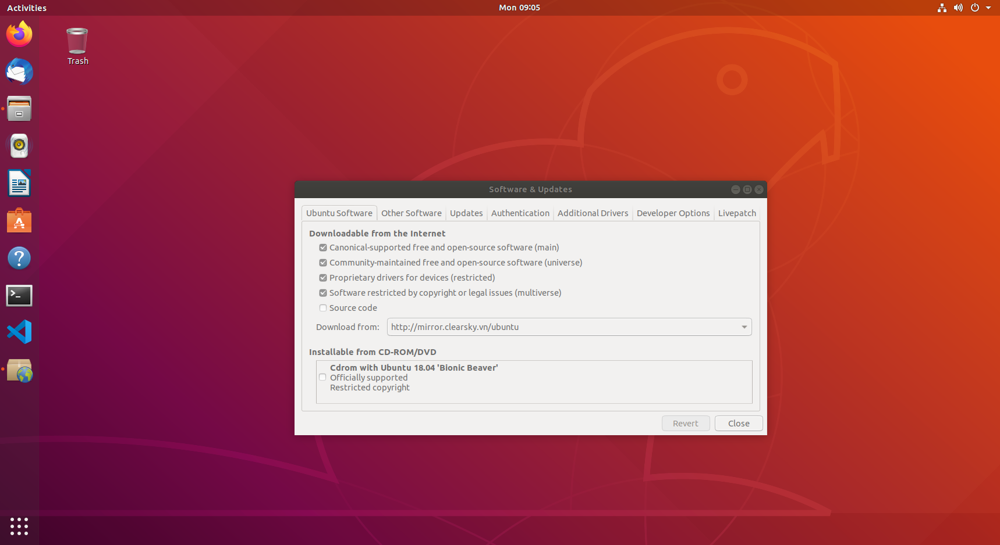 Activities
Mon 09:05
Trash
Software & Updates
Ubuntu Software
Other Software
Updates
Authentication
Additional Drivers
Developer Options
Livepatch
Downloadable from the Internet
Canonical-supported free and open-source software (main)
Community-maintained free and open-source software (universe)
Proprietary drivers for devices (restricted)
Software restricted by copyright or legal issues (multiverse)
Source code
Download from: http://mirror.clearsky.vn/ubuntu
Installable from CD-ROM/DVD
Cdrom with Ubuntu 18.04 'Bionic Beaver'
Officially supported
Restricted copyright
Revert
Close